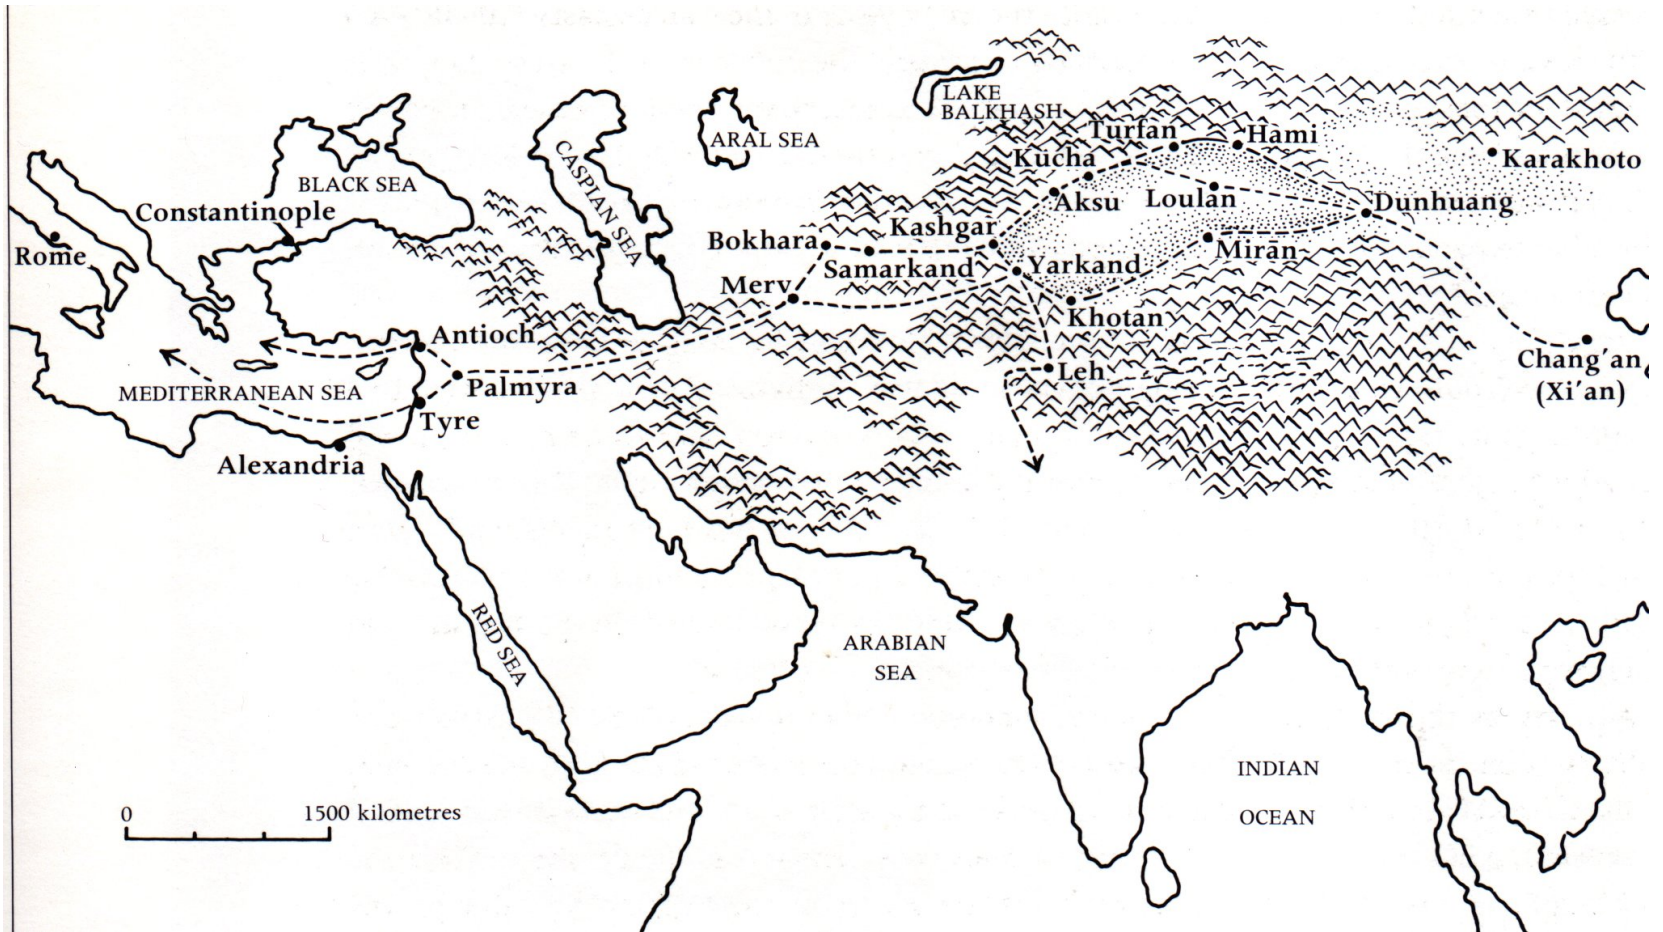 LAKE
BALKHASH
ARAL SEA
Turfan
Hami
Kucha
Karakhoto
CASPIAN SEA
BLACK SEA
Aksu
Loulan
Dunhuang
Constantinople
Kashgar
Bokhara
Miran
Rome
Samarkand
Yarkand
Merv
Khotan
Antioch
Chang'an
(Xi'an)
Leh
MEDITERRANEAN SEA
Palmyra
Tyre
Alexandria
RED SEA
ARABIAN
SEA
INDIAN
OCEAN
0 1500 kilometres